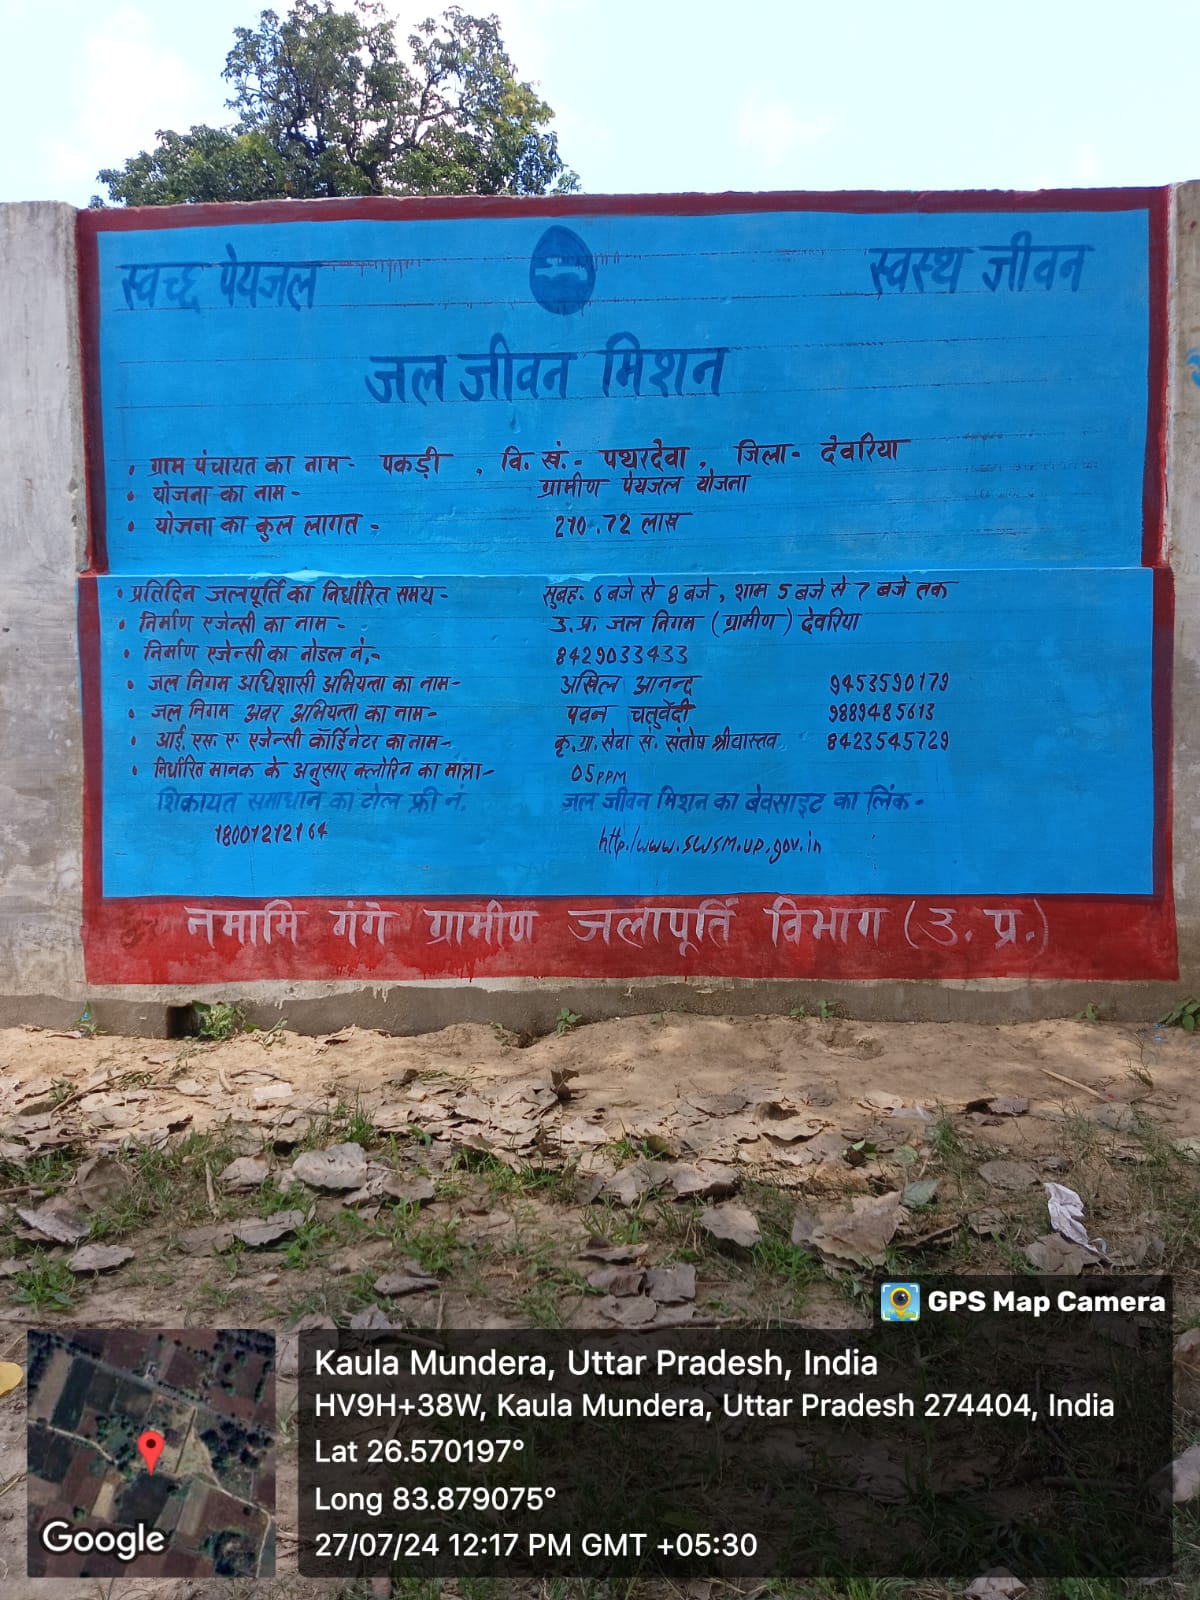 स्वच्छ पेयजल स्वस्थ जीवन
जल जीवन मिशन
• ग्राम पंचायत का नाम- पकड़ी , वि. खं.- पथरदेवा , जिला- देवरिया
• योजना का नाम- ग्रामीण पेयजल योजना
• योजना का कुल लागत - 210.72 लाख
• प्रतिदिन जलपूर्ति का निर्धारित समय- सुबह- 6 बजे से 8 बजे, शाम 5 बजे से 7 बजे तक
• निर्माण एजेन्सी का नाम- उ.प्र. जल निगम (ग्रामीण) देवरिया
• निर्माण एजेन्सी का नोडल नं.- 8429033433
• जल निगम अधिशासी अभियन्ता का नाम- अखिल आनन्द 9453590179
• जल निगम अवर अभियन्ता का नाम- पवन चतुर्वेदी 9889485613
• आई. एस. ए. एजेन्सी कॉर्डिनेटर का नाम- कृ.ग्रा.सेवा सं. संतोष श्रीवास्तव 8423545729
• निर्धारित मानक के अनुसार क्लोरिन का मात्रा- 05PPM
शिकायत समाधान का टोल फ्री नं. जल जीवन मिशन का बेवसाइट का लिंक-
18001212164 http:/www.swsm.up.gov.in
नमामि गंगे ग्रामीण जलापूर्ति विभाग (उ. प्र.)
GPS Map Camera
Kaula Mundera, Uttar Pradesh, India
HV9H+38W, Kaula Mundera, Uttar Pradesh 274404, India
Lat 26.570197°
Long 83.879075°
27/07/24 12:17 PM GMT +05:30
Google